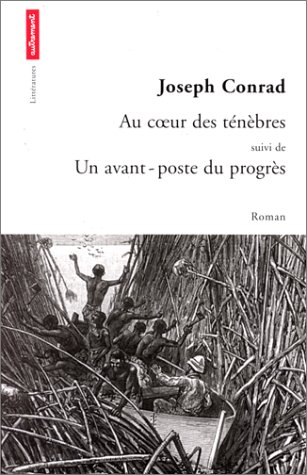 autrement
Littératures
Joseph Conrad
Au cœur des ténèbres
suivi de
Un avant-poste du progrès
Roman